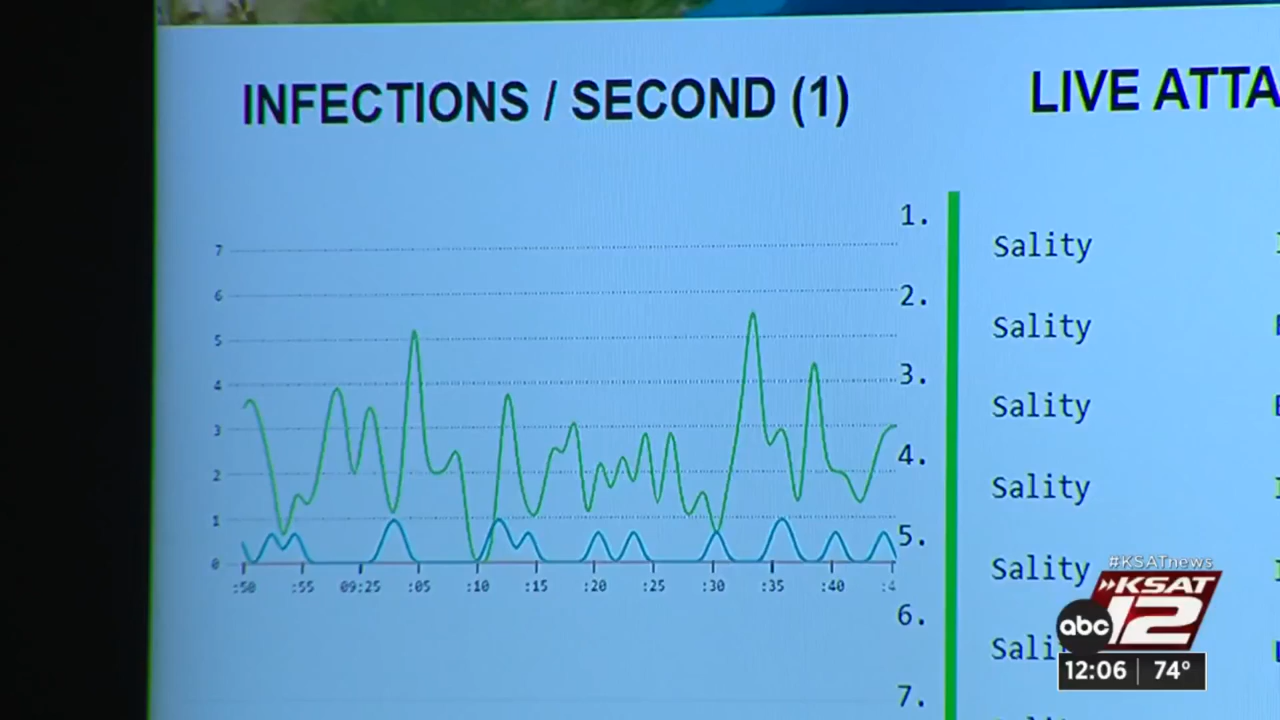 INFECTIONS / SECOND (1)
LIVE ATTA
7
6
5
4
3
2
1
0
:50 :55 09:25 :05 :10 :15 :20 :25 :30 :35 :40 :4
1.
2.
3.
4.
5.
6.
7.
Sality
Sality
Sality
Sality
Sality
Sali
#KSATnews
KSAT
12
abc
12:06 74°